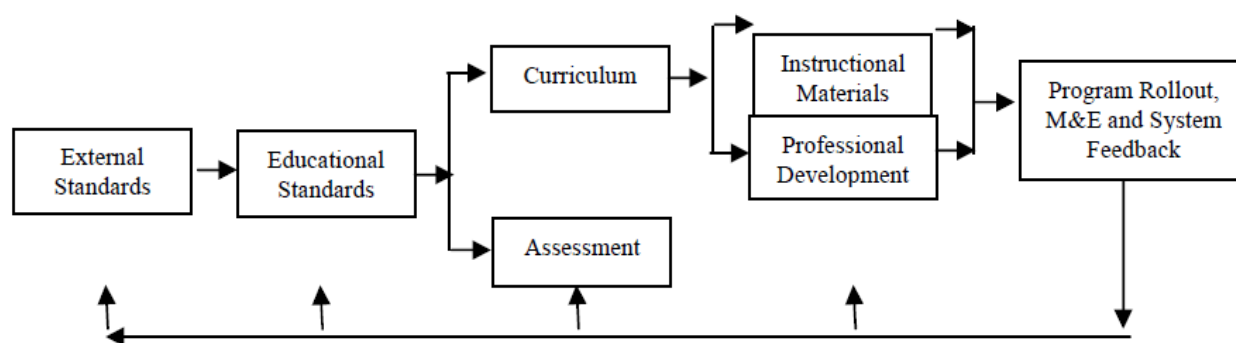 External
Standards
Educational
Standards
Curriculum
Assessment
Instructional
Materials
Professional
Development
Program Rollout,
M&E and System
Feedback